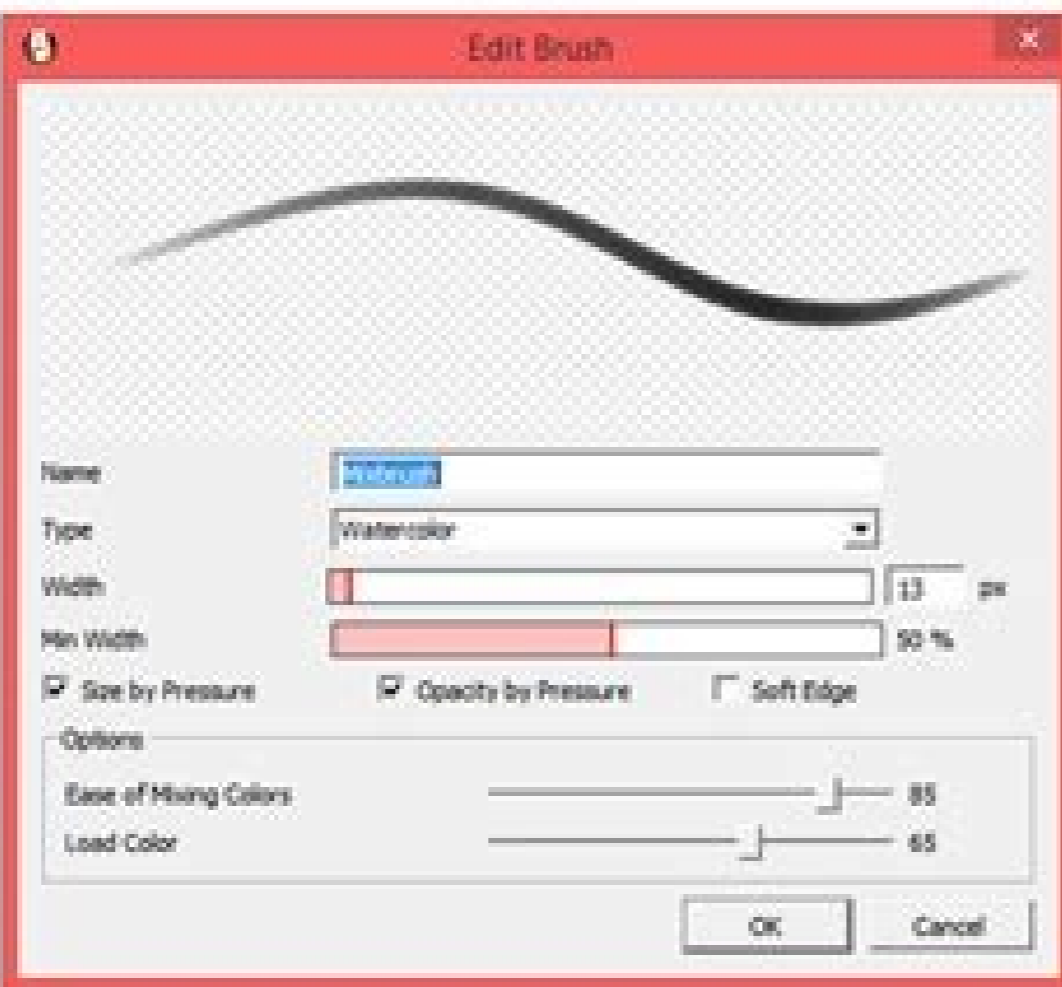 Edit Brush
Name
Type Watercolor
Width 13 px
Min Width 50 %
Size by Pressure Opacity by Pressure Soft Edge
Options
Ease of Mixing Colors 85
Load Color 65
OK Cancel